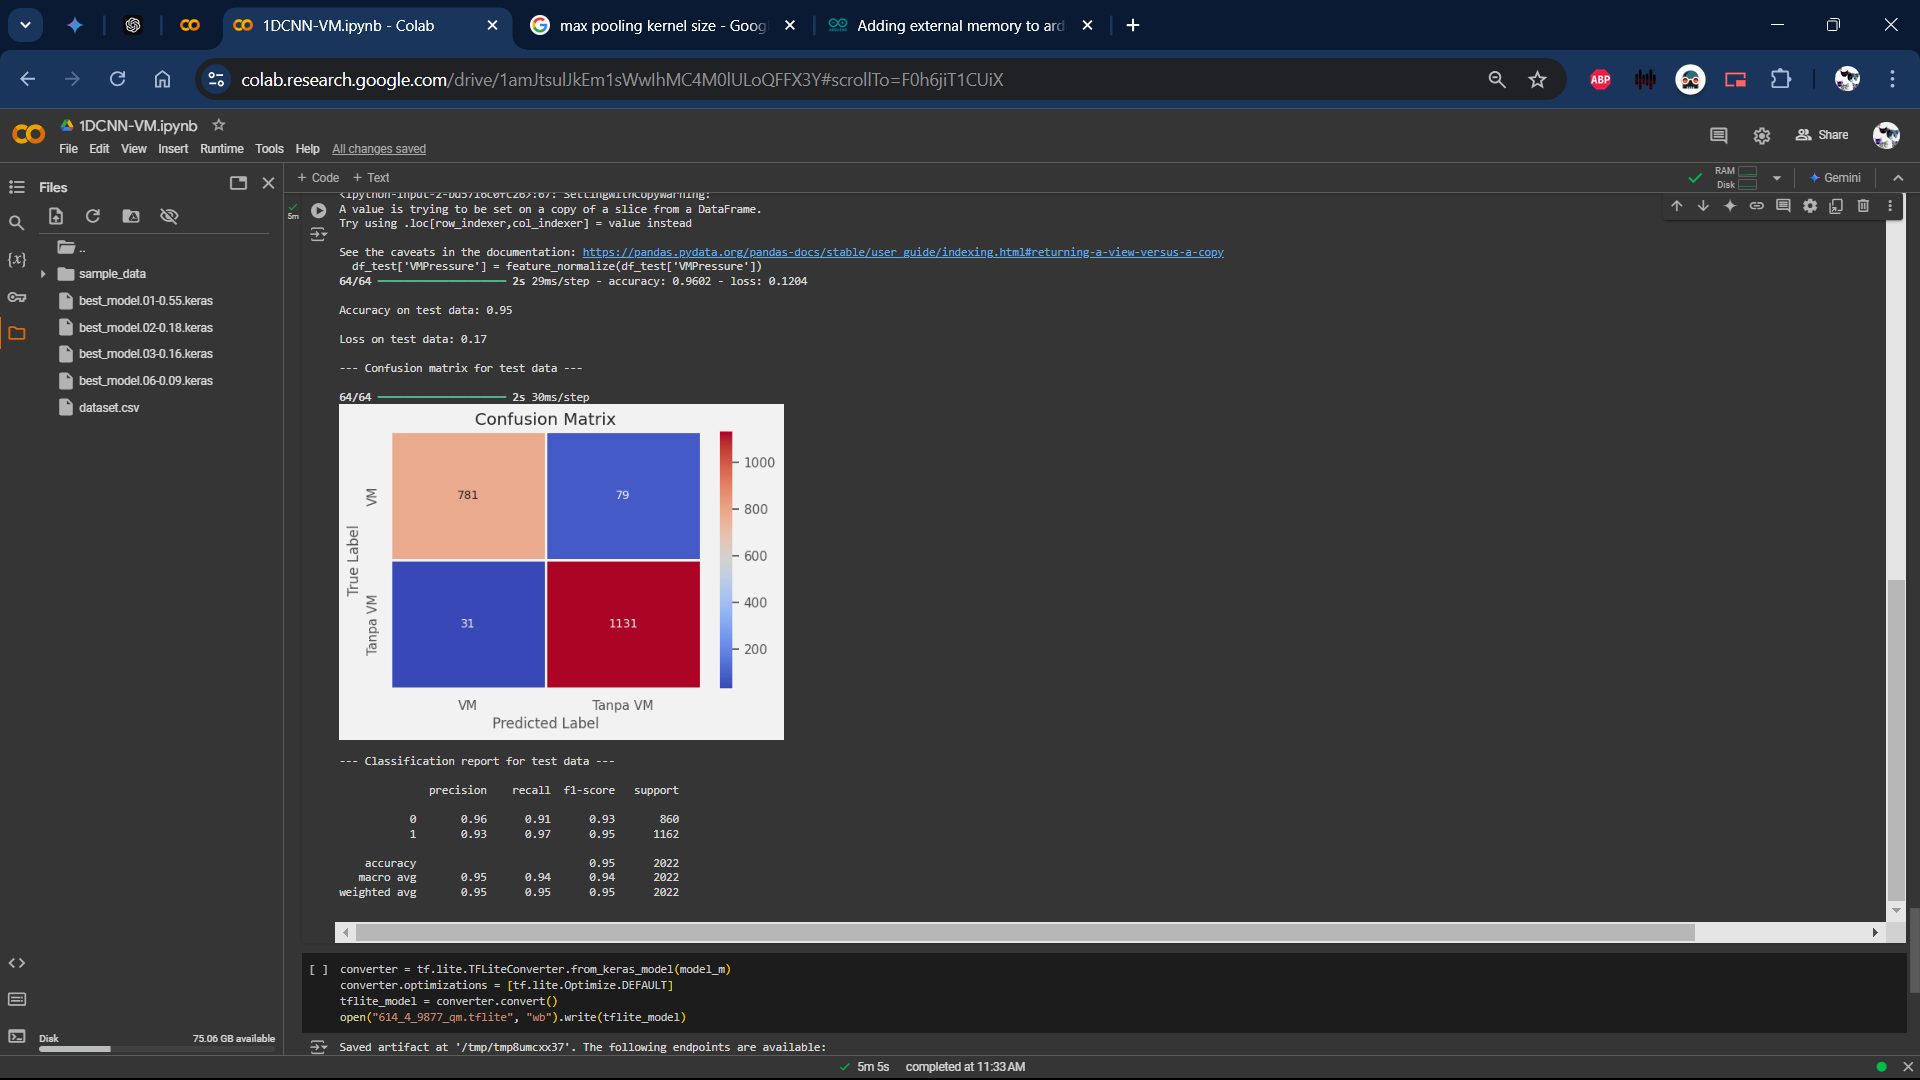 1DCNN-VM.ipynb - Colab
max pooling kernel size - Goog
Adding external memory to ard
colab.research.google.com/drive/1amJtsulJkEm1sWwIhMC4M0lULoQFFX3Y#scrollTo=F0h6jiT1CUiX
ABP
1DCNN-VM.ipynb
File Edit View Insert Runtime Tools Help All changes saved
Share
Files
+ Code + Text
RAM
Disk
Gemini
..
sample_data
best_model.01-0.55.keras
best_model.02-0.18.keras
best_model.03-0.16.keras
best_model.06-0.09.keras
dataset.csv
Disk 75.06 GB available
5m
SettingWithCopyWarning:
A value is trying to be set on a copy of a slice from a DataFrame.
Try using .loc[row_indexer,col_indexer] = value instead
See the caveats in the documentation: https://pandas.pydata.org/pandas-docs/stable/user_guide/indexing.html#returning-a-view-versus-a-copy
df_test['VMPressure'] = feature_normalize(df_test['VMPressure'])
64/64 2s 29ms/step - accuracy: 0.9602 - loss: 0.1204
Accuracy on test data: 0.95
Loss on test data: 0.17
--- Confusion matrix for test data ---
64/64 2s 30ms/step
Confusion Matrix
True Label
VM
781 79
Tanpa VM
31 1131
VM Tanpa VM
Predicted Label
1000
800
600
400
200
--- Classification report for test data ---
precision recall f1-score support
0 0.96 0.91 0.93 860
1 0.93 0.97 0.95 1162
accuracy 0.95 2022
macro avg 0.95 0.94 0.94 2022
weighted avg 0.95 0.95 0.95 2022
[ ] converter = tf.lite.TFLiteConverter.from_keras_model(model_m)
converter.optimizations = [tf.lite.Optimize.DEFAULT]
tflite_model = converter.convert()
open("614_4_9877_qm.tflite", "wb").write(tflite_model)
Saved artifact at '/tmp/tmp8umcxx37'. The following endpoints are available:
5m 5s completed at 11:33 AM